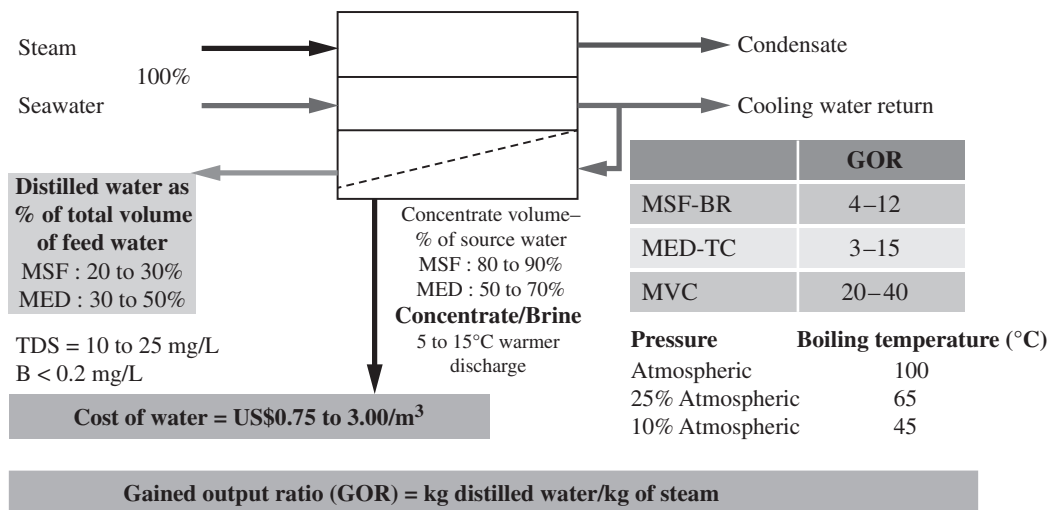 Steam
100%
Seawater
Condensate
Cooling water return
Distilled water as
% of total volume
of feed water
MSF : 20 to 30%
MED : 30 to 50%
TDS = 10 to 25 mg/L
B < 0.2 mg/L
Concentrate volume–
% of source water
MSF : 80 to 90%
MED : 50 to 70%
Concentrate/Brine
5 to 15°C warmer
discharge
Cost of water = US$0.75 to 3.00/m³
GOR
MSF-BR 4–12
MED-TC 3–15
MVC 20–40
Pressure Boiling temperature (°C)
Atmospheric 100
25% Atmospheric 65
10% Atmospheric 45
Gained output ratio (GOR) = kg distilled water/kg of steam